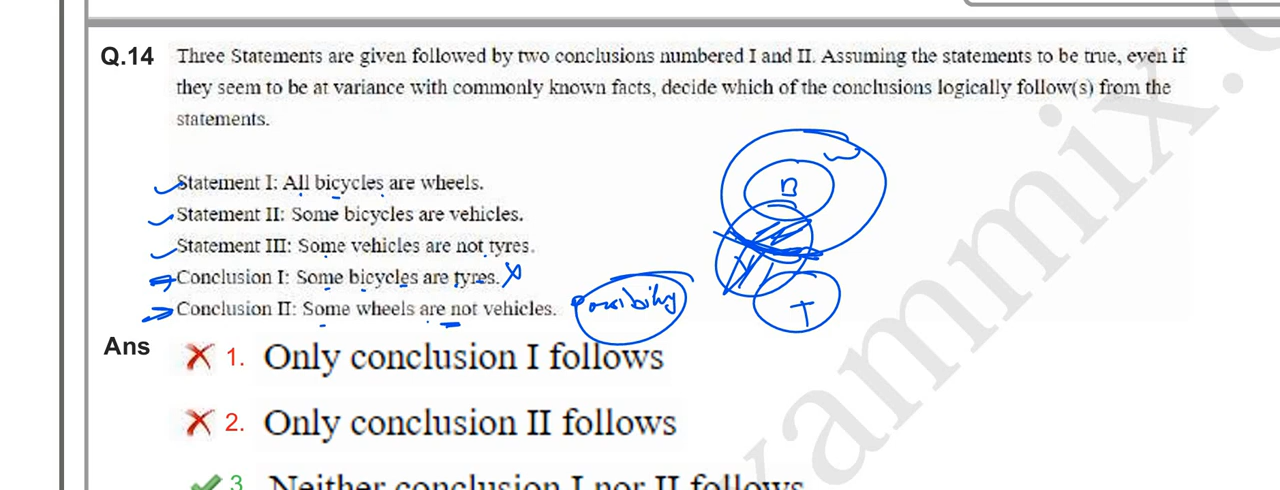 Q.14 Three Statements are given followed by two conclusions numbered I and II. Assuming the statements to be true, even if
they seem to be at variance with commonly known facts, decide which of the conclusions logically follow(s) from the
statements.
Statement I: All bicycles are wheels.
Statement II: Some bicycles are vehicles.
Statement III: Some vehicles are not tyres.
Conclusion I: Some bicycles are tyres.
Conclusion II: Some wheels are not vehicles. Possibility
W
B
T
Ans
1. Only conclusion I follows
2. Only conclusion II follows
3. Neither conclusion I nor II follows